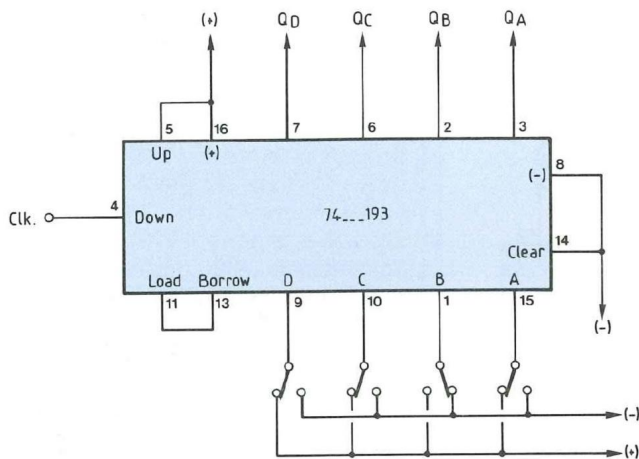 (+) QD QC QB QA
5 16 7 6 2 3
Up (+) 8
(-)
4
Clk. Down 74___193
14
Clear
Load Borrow D C B A
11 13 9 10 1 15
(-)
(-)
(+)